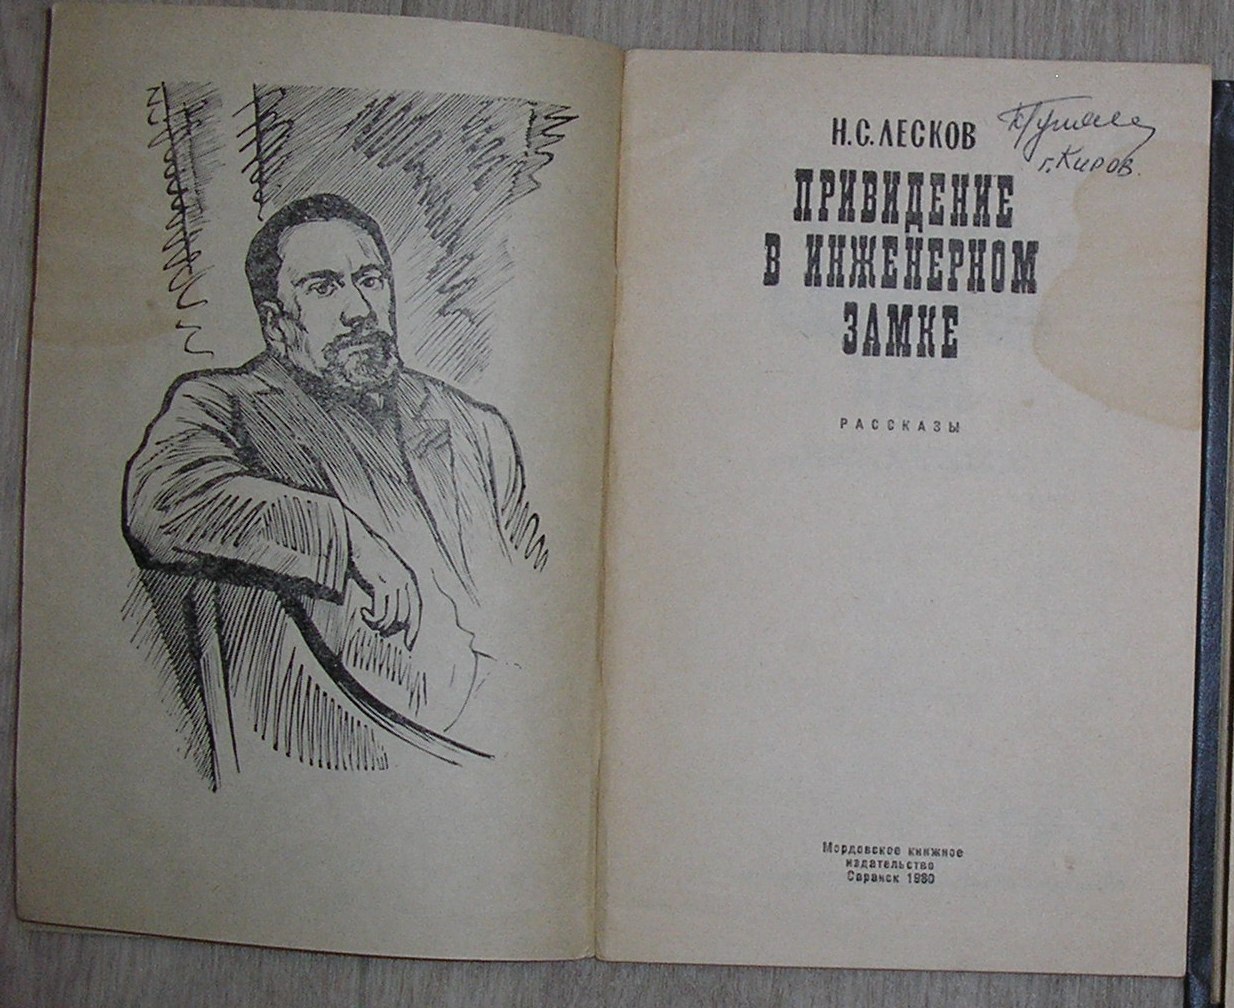 Н.С.ЛЕСКОВ
ПРИВИДЕНИЕ
В ИНЖЕНЕРНОМ
ЗАМКЕ
РАССКАЗЫ
г.Киров.
Мордовское книжное
издательство
Саранск 1980